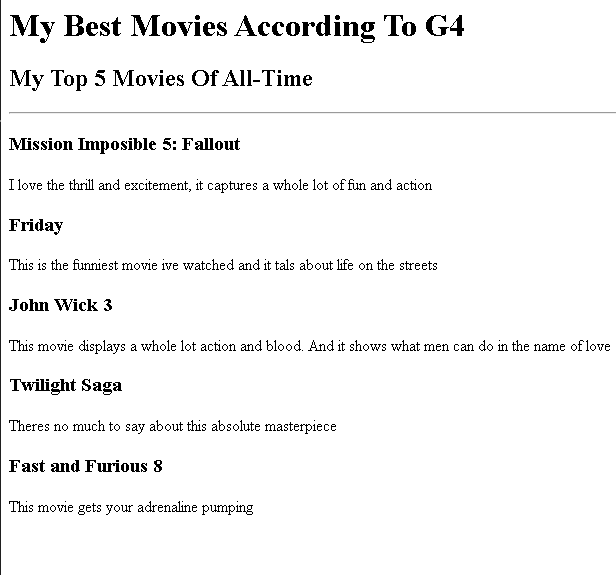 My Best Movies According To G4
My Top 5 Movies Of All-Time
Mission Imposible 5: Fallout
I love the thrill and excitement, it captures a whole lot of fun and action
Friday
This is the funniest movie ive watched and it tals about life on the streets
John Wick 3
This movie displays a whole lot action and blood. And it shows what men can do in the name of love
Twilight Saga
Theres no much to say about this absolute masterpiece
Fast and Furious 8
This movie gets your adrenaline pumping